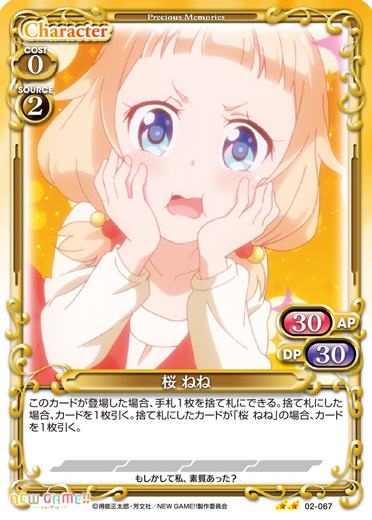 Precious Memories
Character
COST
0
SOURCE
2
30 AP
DP 30
桜 ねね
このカードが登場した場合、手札1枚を捨て札にできる。捨て札にした
場合、カードを1枚引く。捨て札にしたカードが「桜 ねね」の場合、カード
を1枚引く。
もしかして私、素質あった?
NEW GAME!!
©得能正太郎・芳文社/NEW GAME!!製作委員会
02-067